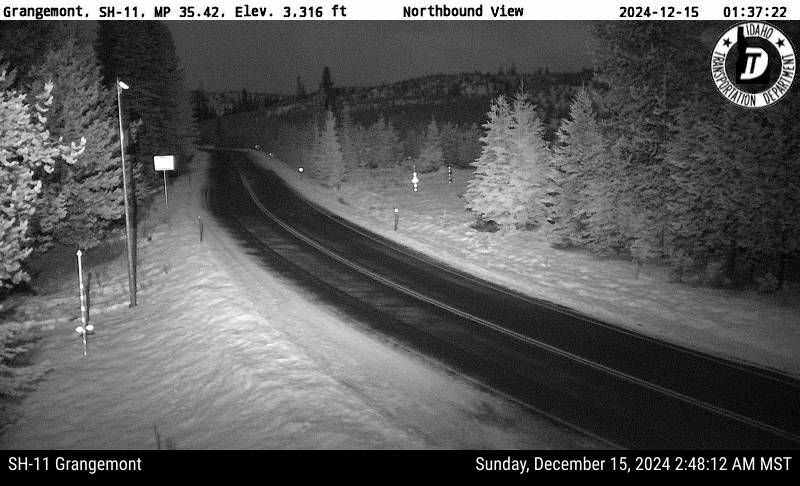 Grangemont, SH-11, MP 35.42, Elev. 3,316 ft Northbound View 2024-12-15 01:37:22
IDAHO
TRANSPORTATION DEPARTMENT
SH-11 Grangemont Sunday, December 15, 2024 2:48:12 AM MST